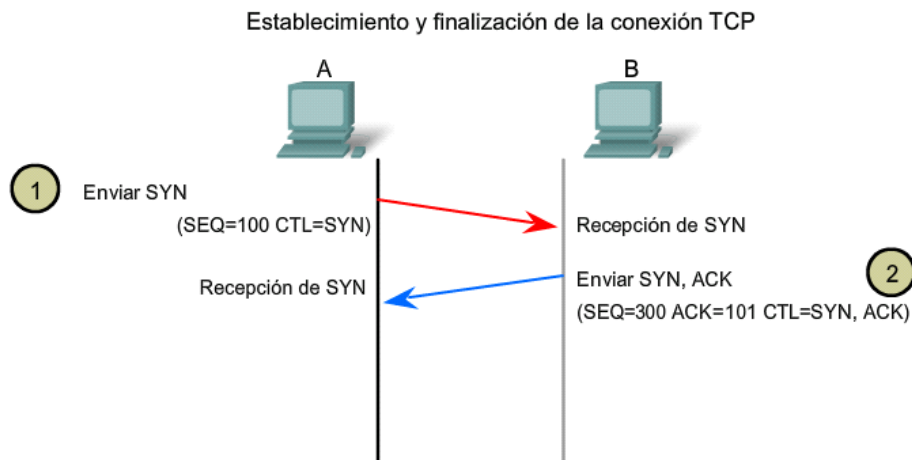 Establecimiento y finalización de la conexión TCP
A
B
1
Enviar SYN
(SEQ=100 CTL=SYN)
Recepción de SYN
Recepción de SYN
Enviar SYN, ACK
2
(SEQ=300 ACK=101 CTL=SYN, ACK)